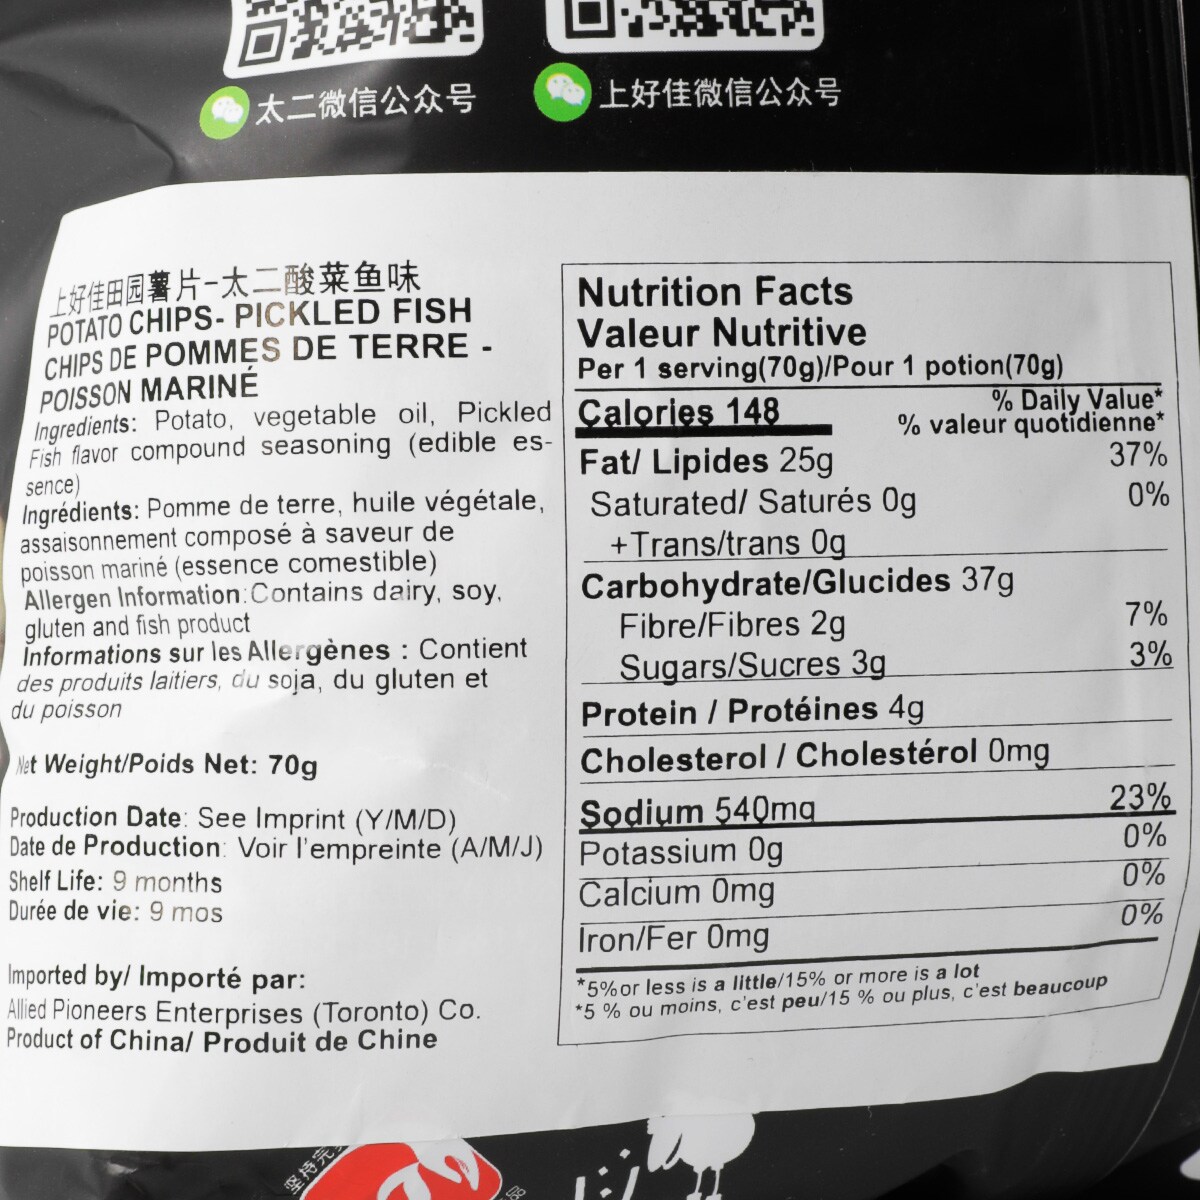 太二微信公众号
上好佳微信公众号
上好佳田园薯片-太二酸菜鱼味
POTATO CHIPS- PICKLED FISH
CHIPS DE POMMES DE TERRE -
POISSON MARINÉ
Ingredients: Potato, vegetable oil, Pickled
Fish flavor compound seasoning (edible es-
sence)
Ingrédients: Pomme de terre, huile végétale,
assaisonnement composé à saveur de
poisson mariné (essence comestible)
Allergen Information:Contains dairy, soy,
gluten and fish product
Informations sur les Allergènes : Contient
des produits laitiers, du soja, du gluten et
du poisson
Net Weight/Poids Net: 70g
Production Date: See Imprint (Y/M/D)
Date de Production: Voir l'empreinte (A/M/J)
Shelf Life: 9 months
Durée de vie: 9 mos
Imported by/ Importé par:
Allied Pioneers Enterprises (Toronto) Co.
Product of China/ Produit de Chine
Nutrition Facts
Valeur Nutritive
Per 1 serving(70g)/Pour 1 potion(70g)
Calories 148
% Daily Value*
% valeur quotidienne*
Fat/ Lipides 25g 37%
Saturated/ Saturés 0g 0%
+Trans/trans 0g
Carbohydrate/Glucides 37g
Fibre/Fibres 2g 7%
Sugars/Sucres 3g 3%
Protein / Protéines 4g
Cholesterol / Cholestérol 0mg
Sodium 540mg 23%
Potassium 0g 0%
Calcium 0mg 0%
Iron/Fer 0mg 0%
*5%or less is a little/15% or more is a lot
*5 % ou moins, c'est peu/15 % ou plus, c'est beaucoup
坚持完